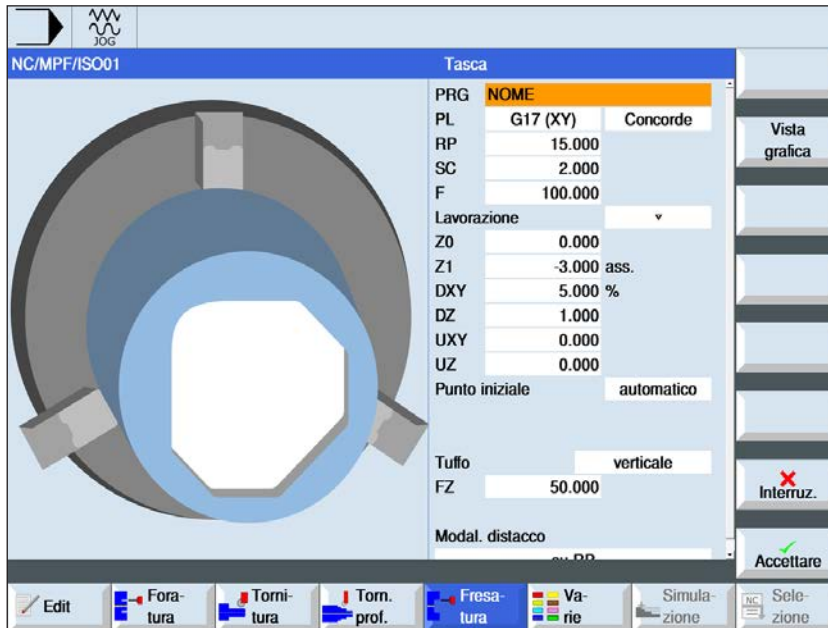 JOG
NC/MPF/ISO01
Tasca
PRG NOME
PL G17 (XY) Concorde
RP 15.000
SC 2.000
F 100.000
Lavorazione
Z0 0.000
Z1 -3.000 ass.
DXY 5.000 %
DZ 1.000
UXY 0.000
UZ 0.000
Punto iniziale automatico
Tuffo verticale
FZ 50.000
Modal. distacco
Vista
grafica
Interruz.
Accettare
Edit
Fora-
tura
Torni-
tura
Torn.
prof.
Fresa-
tura
Va-
rie
Simula-
zione
NC
Sele-
zione